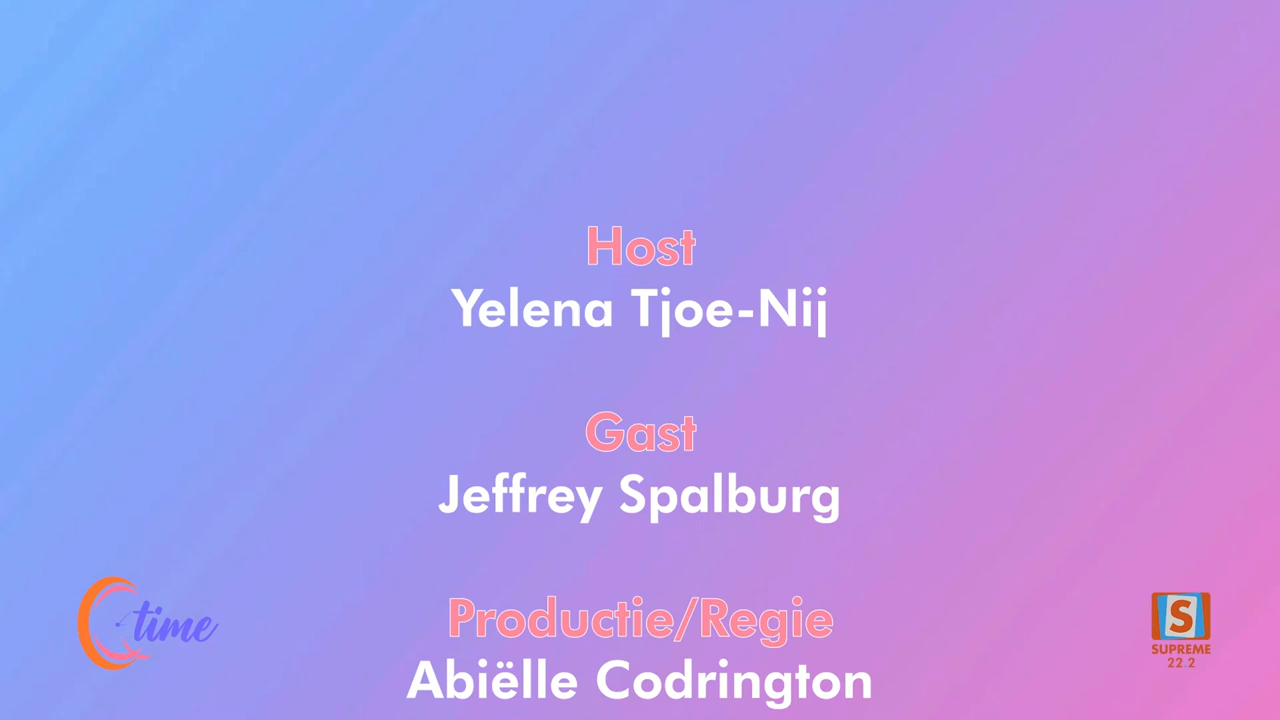 Host
Yelena Tjoe-Nij
Gast
Jeffrey Spalburg
Productie/Regie
Abiëlle Codrington
time
S
SUPREME
22.2